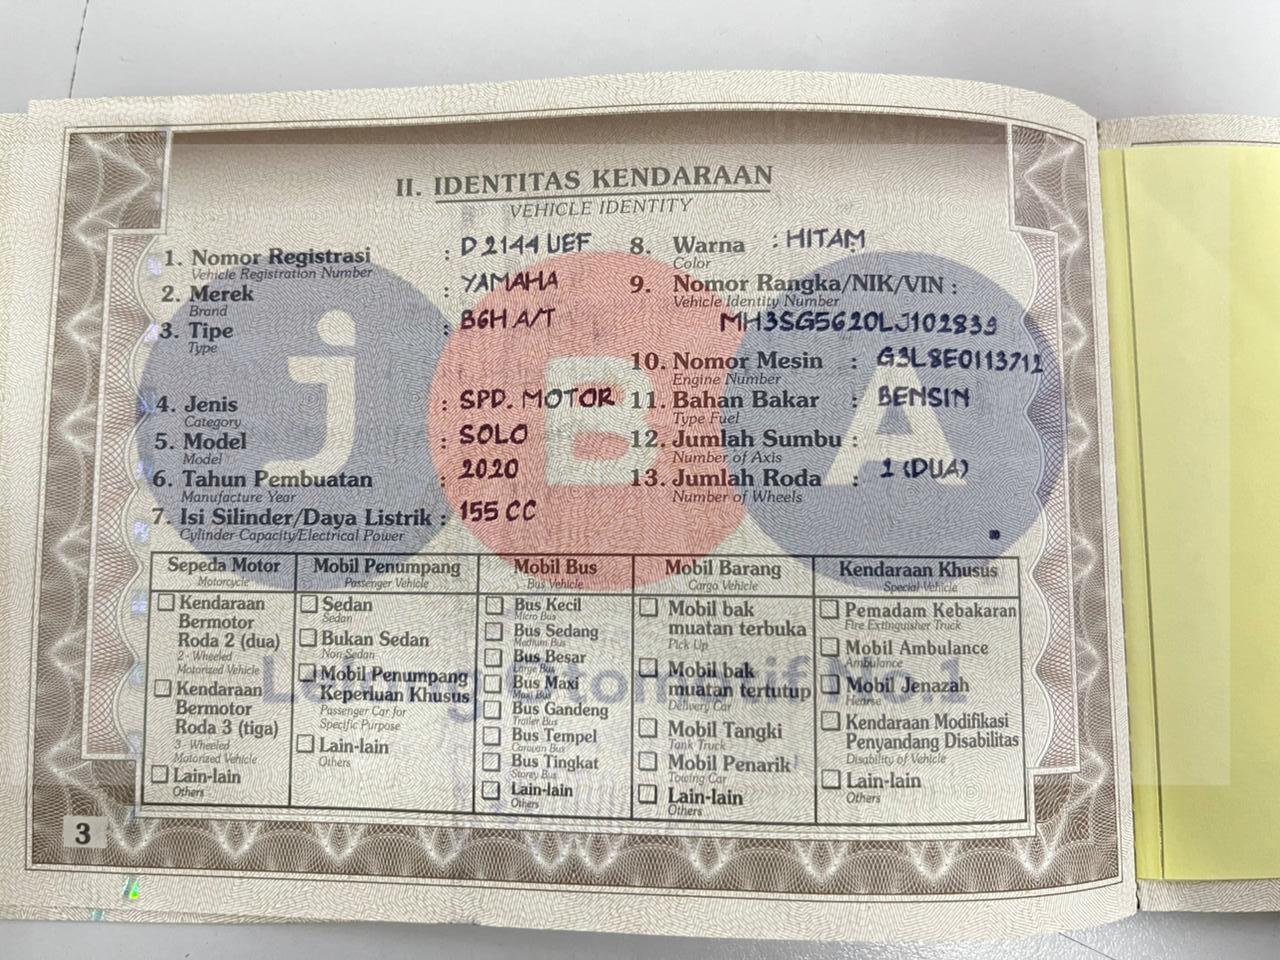 II. IDENTITAS KENDARAAN
VEHICLE IDENTITY
1. Nomor Registrasi : D 2144 UEF
Vehicle Registration Number
2. Merek : YAMAHA
Brand
3. Tipe : B6H A/T
Type
4. Jenis : SPD. MOTOR
Category
5. Model : SOLO
Model
6. Tahun Pembuatan : 2020
Manufacture Year
7. Isi Silinder/Daya Listrik : 155 CC
Cylinder Capacity/Electrical Power
8. Warna : HITAM
Color
9. Nomor Rangka/NIK/VIN :
Vehicle Identity Number
MH3SG5620LJ102839
10. Nomor Mesin : G3L8E0113712
Engine Number
11. Bahan Bakar : BENSIN
Type Fuel
12. Jumlah Sumbu :
Number of Axis
13. Jumlah Roda : 2 (DUA)
Number of Wheels
j B A
Sepeda Motor
Motorcycle
Kendaraan
Bermotor
Roda 2 (dua)
2 - Wheeled
Motorized Vehicle
Kendaraan
Bermotor
Roda 3 (tiga)
3 - Wheeled
Motorized Vehicle
Lain-lain
Others
Mobil Penumpang
Passenger Vehicle
Sedan
Sedan
Bukan Sedan
Non Sedan
Mobil Penumpang
Keperluan Khusus
Passenger Car for
Specific Purpose
Lain-lain
Others
Mobil Bus
Bus Vehicle
Bus Kecil
Micro Bus
Bus Sedang
Medium Bus
Bus Besar
Large Bus
Bus Maxi
Maxi Bus
Bus Gandeng
Trailer Bus
Bus Tempel
Caravan Bus
Bus Tingkat
Storey Bus
Lain-lain
Others
Mobil Barang
Cargo Vehicle
Mobil bak
muatan terbuka
Pick Up
Mobil bak
muatan tertutup
Delivery Car
Mobil Tangki
Tank Truck
Mobil Penarik
Towing Car
Lain-lain
Others
Kendaraan Khusus
Special Vehicle
Pemadam Kebakaran
Fire Extinguisher Truck
Mobil Ambulance
Ambulance
Mobil Jenazah
Hearse
Kendaraan Modifikasi
Penyandang Disabilitas
Disability of Vehicle
Lain-lain
Others
3